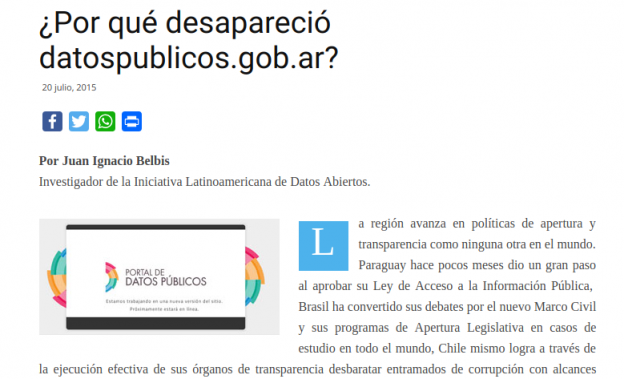 ¿Por qué desapareció
datospublicos.gob.ar?
20 julio, 2015
Por Juan Ignacio Belbis
Investigador de la Iniciativa Latinoamericana de Datos Abiertos.
PORTAL DE
DATOS PÚBLICOS
Estamos trabajando en una nueva versión del sitio.
Próximamente estará en línea.
La región avanza en políticas de apertura y
transparencia como ninguna otra en el mundo.
Paraguay hace pocos meses dio un gran paso
al aprobar su Ley de Acceso a la Información Pública,
Brasil ha convertido sus debates por el nuevo Marco Civil
y sus programas de Apertura Legislativa en casos de
estudio en todo el mundo, Chile mismo logra a través de
la ejecución efectiva de sus órganos de transparencia desbaratar entramados de corrupción con alcances